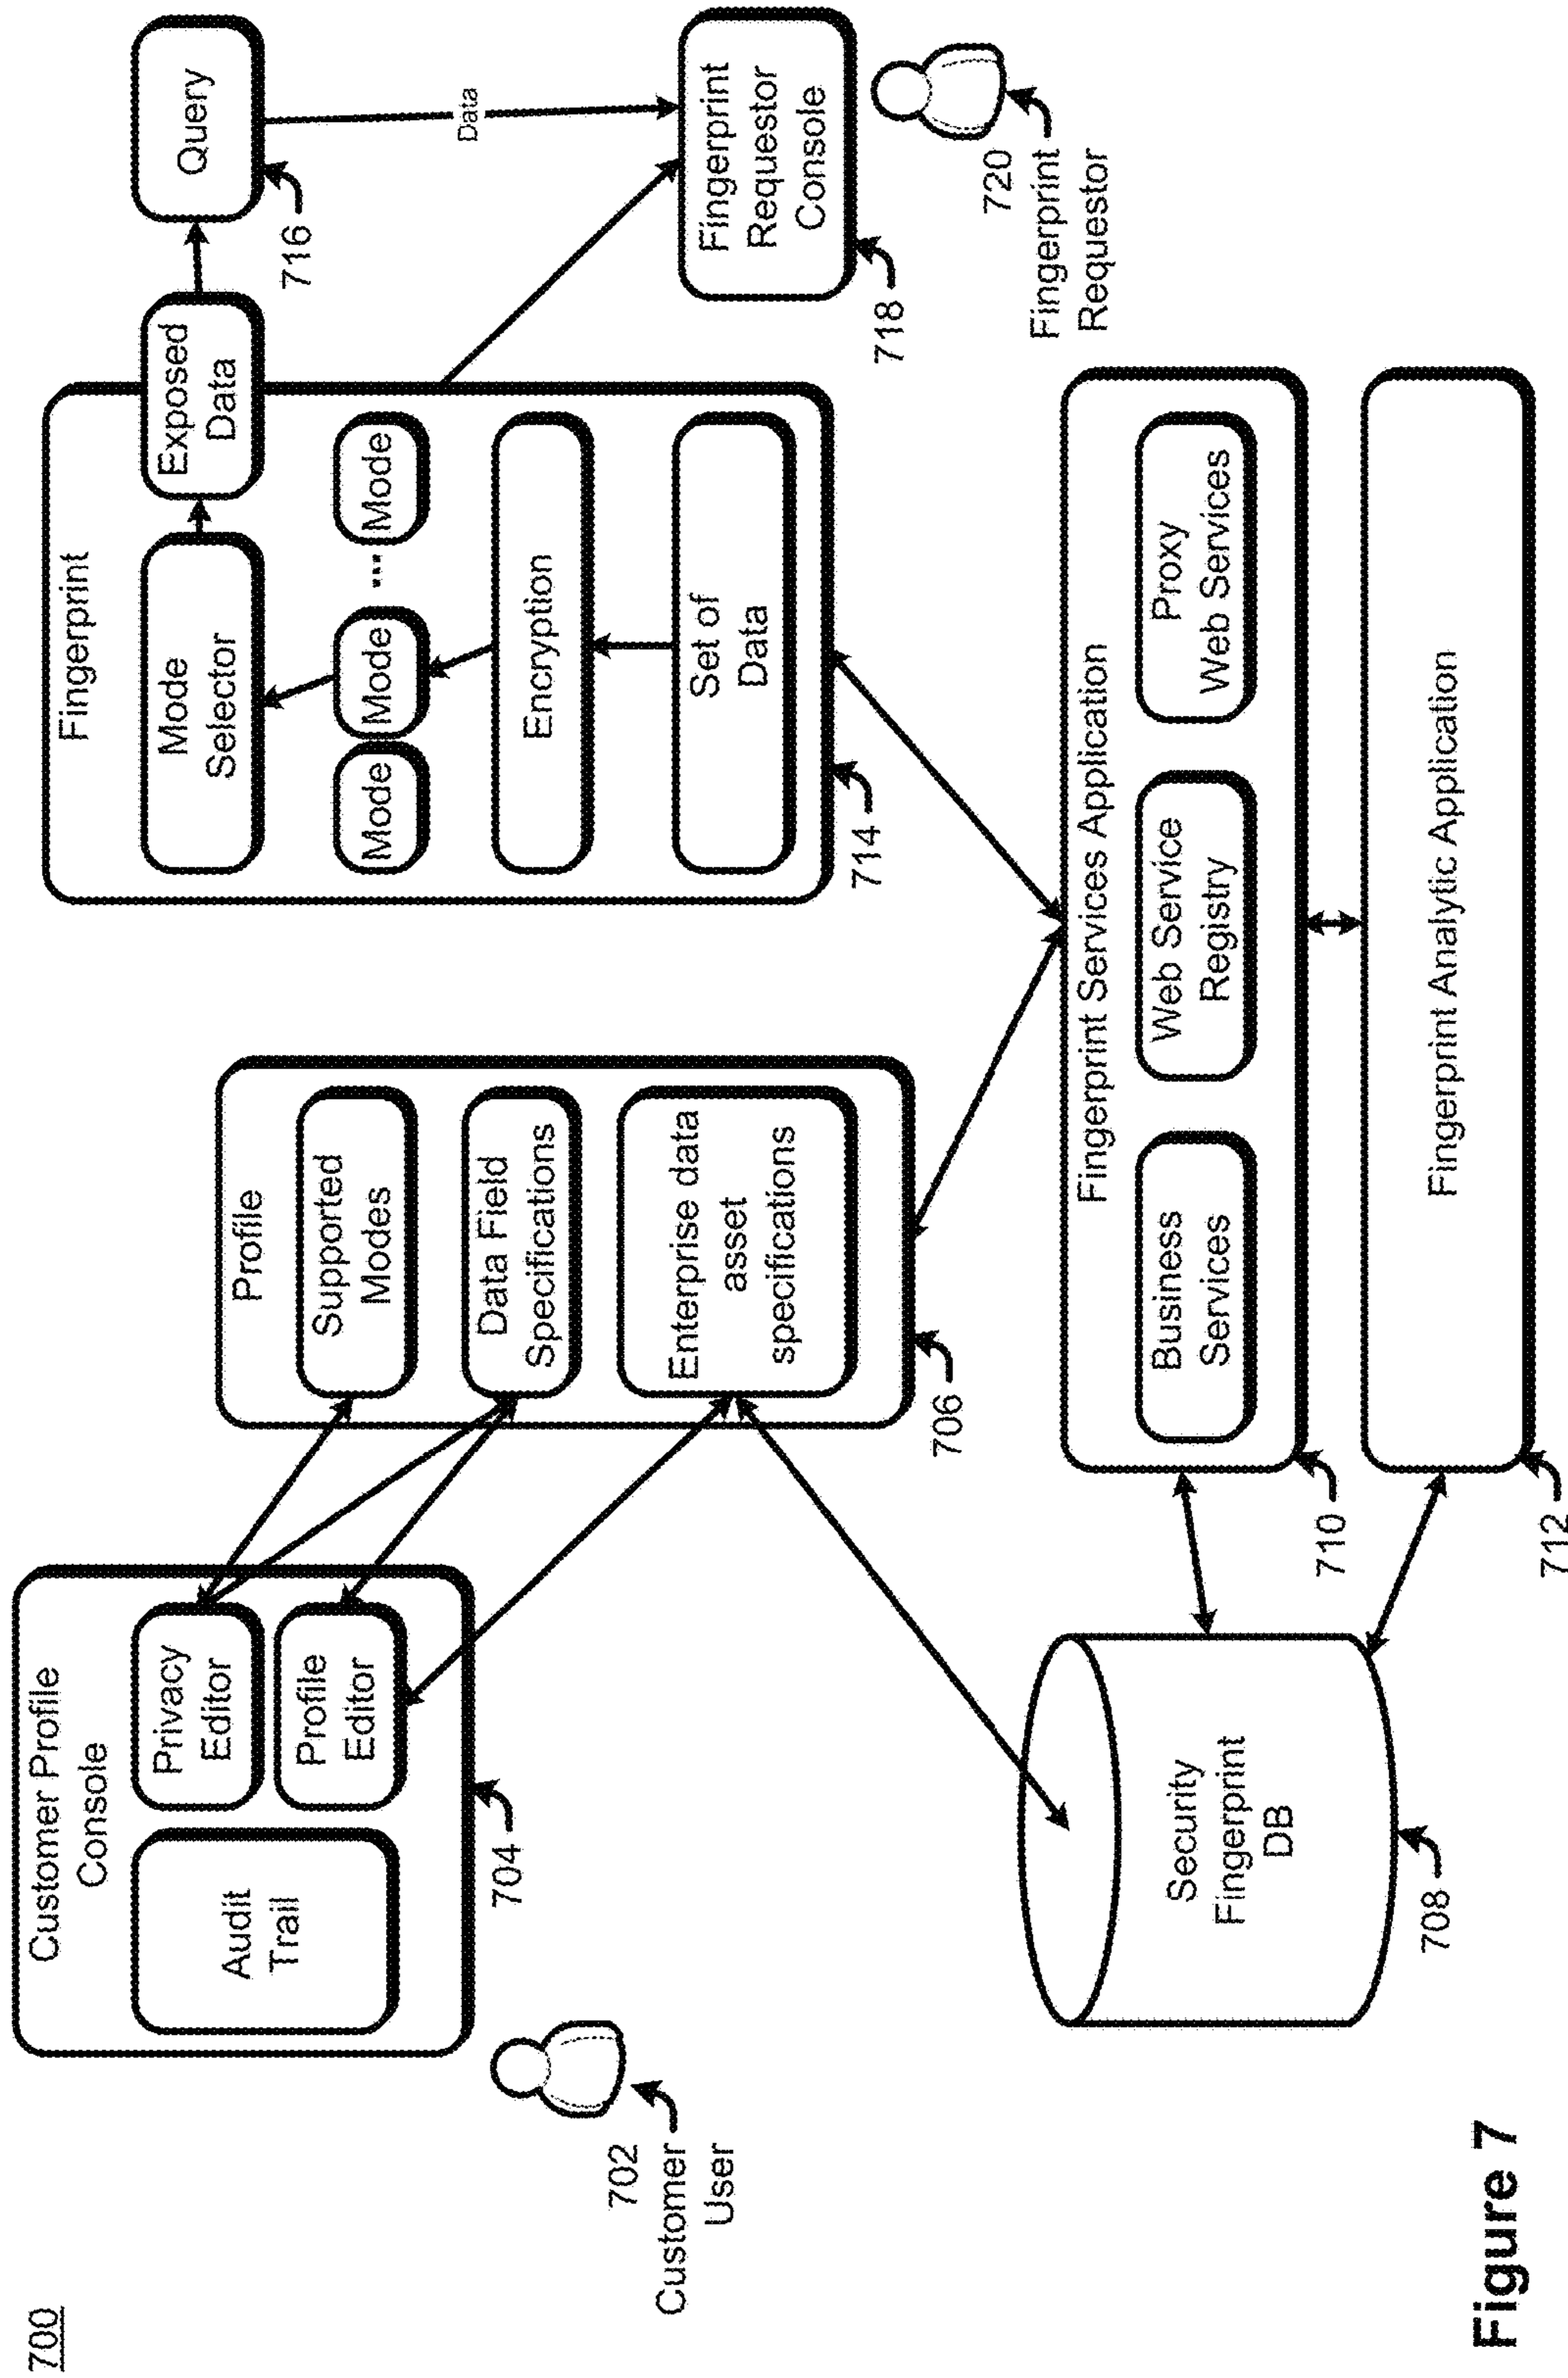 700
Customer Profile
Console
Audit
Trail
Privacy
Editor
Profile
Editor
704
702
Customer
User
Profile
Supported
Modes
Data Field
Specifications
Enterprise data
asset
specifications
706
Fingerprint
Mode
Selector
Exposed
Data
Mode
Mode
...
Mode
Encryption
Set of
Data
714
Query
716
Data
Fingerprint
Requestor
Console
718
720
Fingerprint
Requestor
Security
Fingerprint
DB
708
Fingerprint Services Application
Business
Services
Web Service
Registry
Proxy
Web Services
710
Fingerprint Analytic Application
712
Figure 7